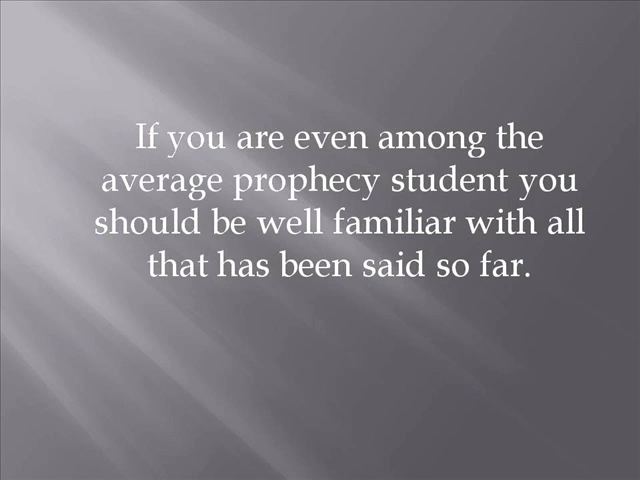 If you are even among the
average prophecy student you
should be well familiar with all
that has been said so far.